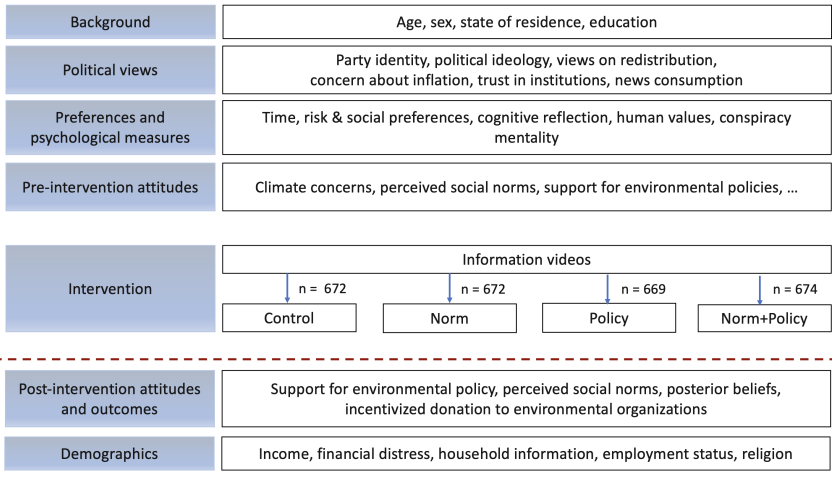 Background
Age, sex, state of residence, education
Political views
Party identity, political ideology, views on redistribution,
concern about inflation, trust in institutions, news consumption
Preferences and
psychological measures
Time, risk & social preferences, cognitive reflection, human values, conspiracy
mentality
Pre-intervention attitudes
Climate concerns, perceived social norms, support for environmental policies, ...
Intervention
Information videos
n = 672
n = 672
n = 669
n = 674
Control
Norm
Policy
Norm+Policy
Post-intervention attitudes
and outcomes
Support for environmental policy, perceived social norms, posterior beliefs,
incentivized donation to environmental organizations
Demographics
Income, financial distress, household information, employment status, religion